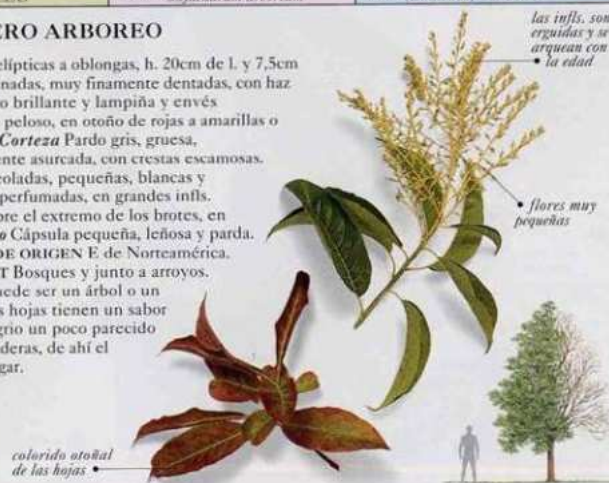 ERO ARBOREO
elípticas a oblongas, h. 20cm de l. y 7,5cm
nadas, muy finamente dentadas, con haz
o brillante y lampiña y envés
peloso, en otoño de rojas a amarillas o
Corteza Pardo gris, gruesa,
nte asurcada, con crestas escamosas.
coladas, pequeñas, blancas y
perfumadas, en grandes infls.
bre el extremo de los brotes, en
o Cápsula pequeña, leñosa y parda.
DE ORIGEN E de Norteamérica.
T Bosques y junto a arroyos.
uede ser un árbol o un
s hojas tienen un sabor
grio un poco parecido
deras, de ahí el
gar.
las infls. son
erguidas y se
arquean con
la edad
flores muy
pequeñas
colorido otoñal
de las hojas